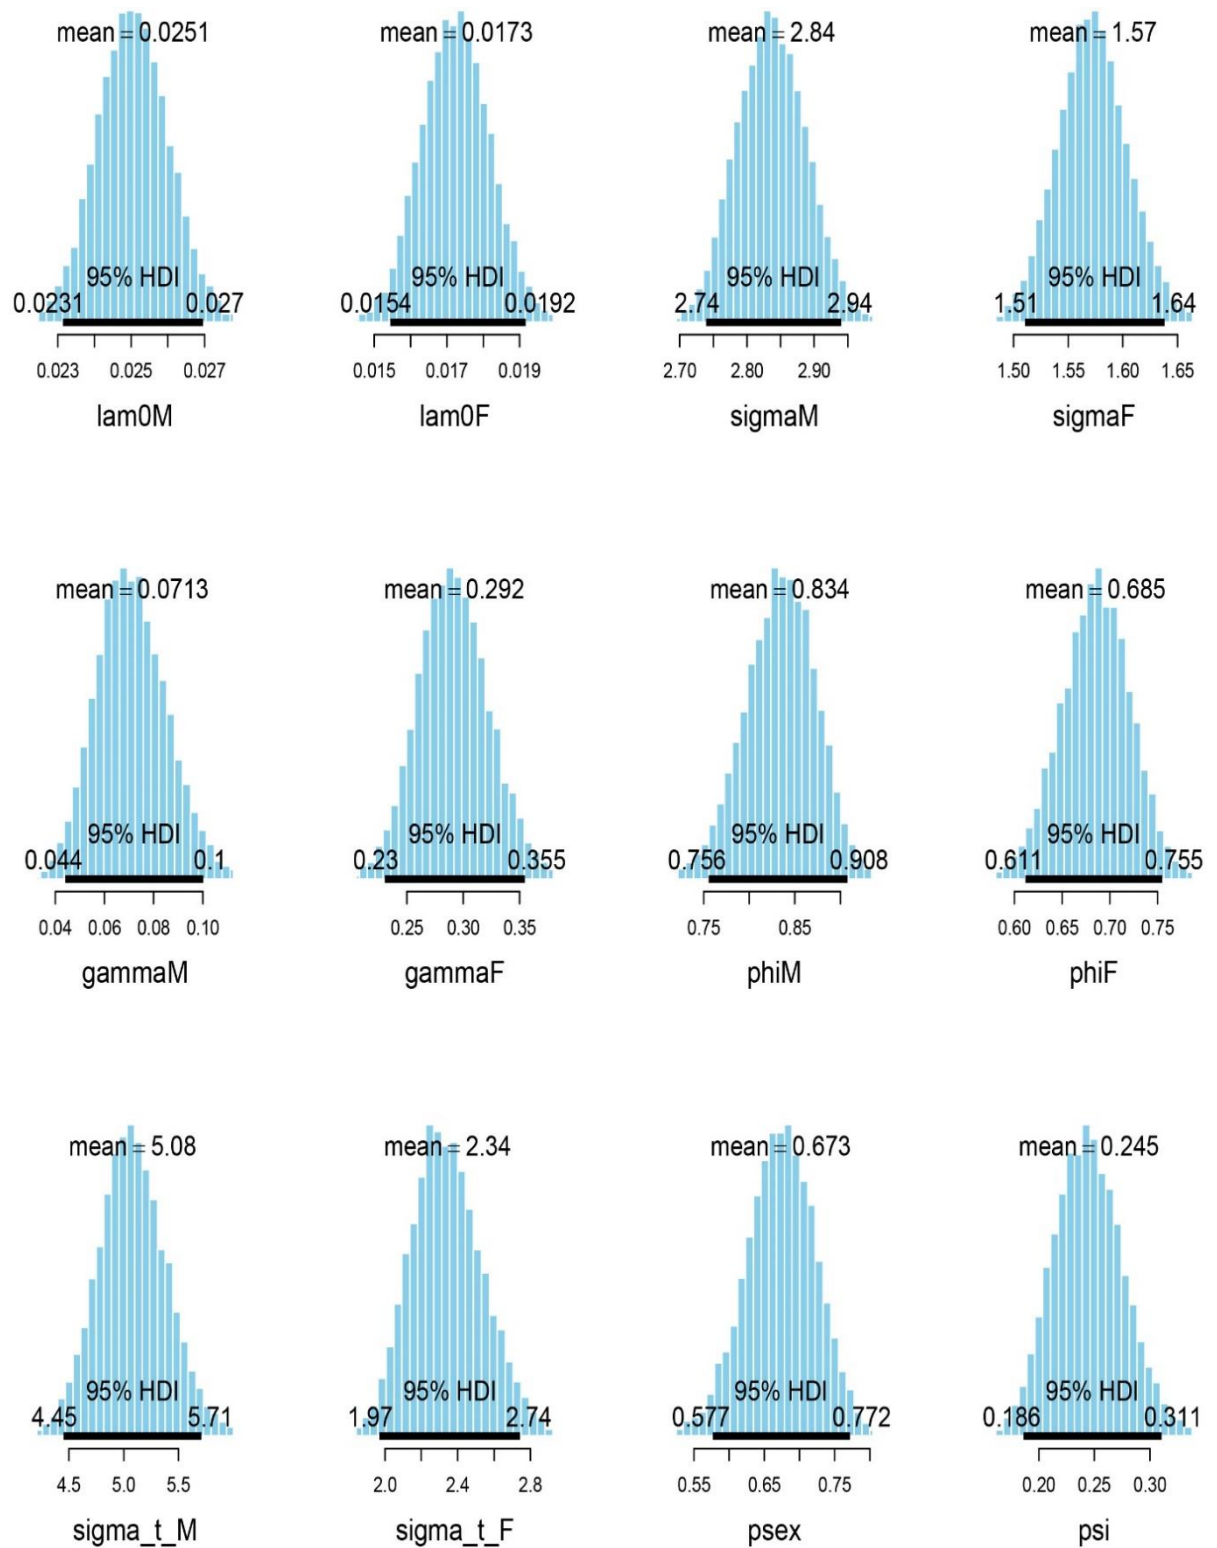 mean = 0.0251
95% HDI
0.0231 0.027
0.023 0.025 0.027
lam0M
mean = 0.0173
95% HDI
0.0154 0.0192
0.015 0.017 0.019
lam0F
mean = 2.84
95% HDI
2.74 2.94
2.70 2.80 2.90
sigmaM
mean = 1.57
95% HDI
1.51 1.64
1.50 1.55 1.60 1.65
sigmaF
mean = 0.0713
95% HDI
0.044 0.1
0.04 0.06 0.08 0.10
gammaM
mean = 0.292
95% HDI
0.23 0.355
0.25 0.30 0.35
gammaF
mean = 0.834
95% HDI
0.756 0.908
0.75 0.85
phiM
mean = 0.685
95% HDI
0.611 0.755
0.60 0.65 0.70 0.75
phiF
mean = 5.08
95% HDI
4.45 5.71
4.5 5.0 5.5
sigma_t_M
mean = 2.34
95% HDI
1.97 2.74
2.0 2.4 2.8
sigma_t_F
mean = 0.673
95% HDI
0.577 0.772
0.55 0.65 0.75
psex
mean = 0.245
95% HDI
0.186 0.311
0.20 0.25 0.30
psi